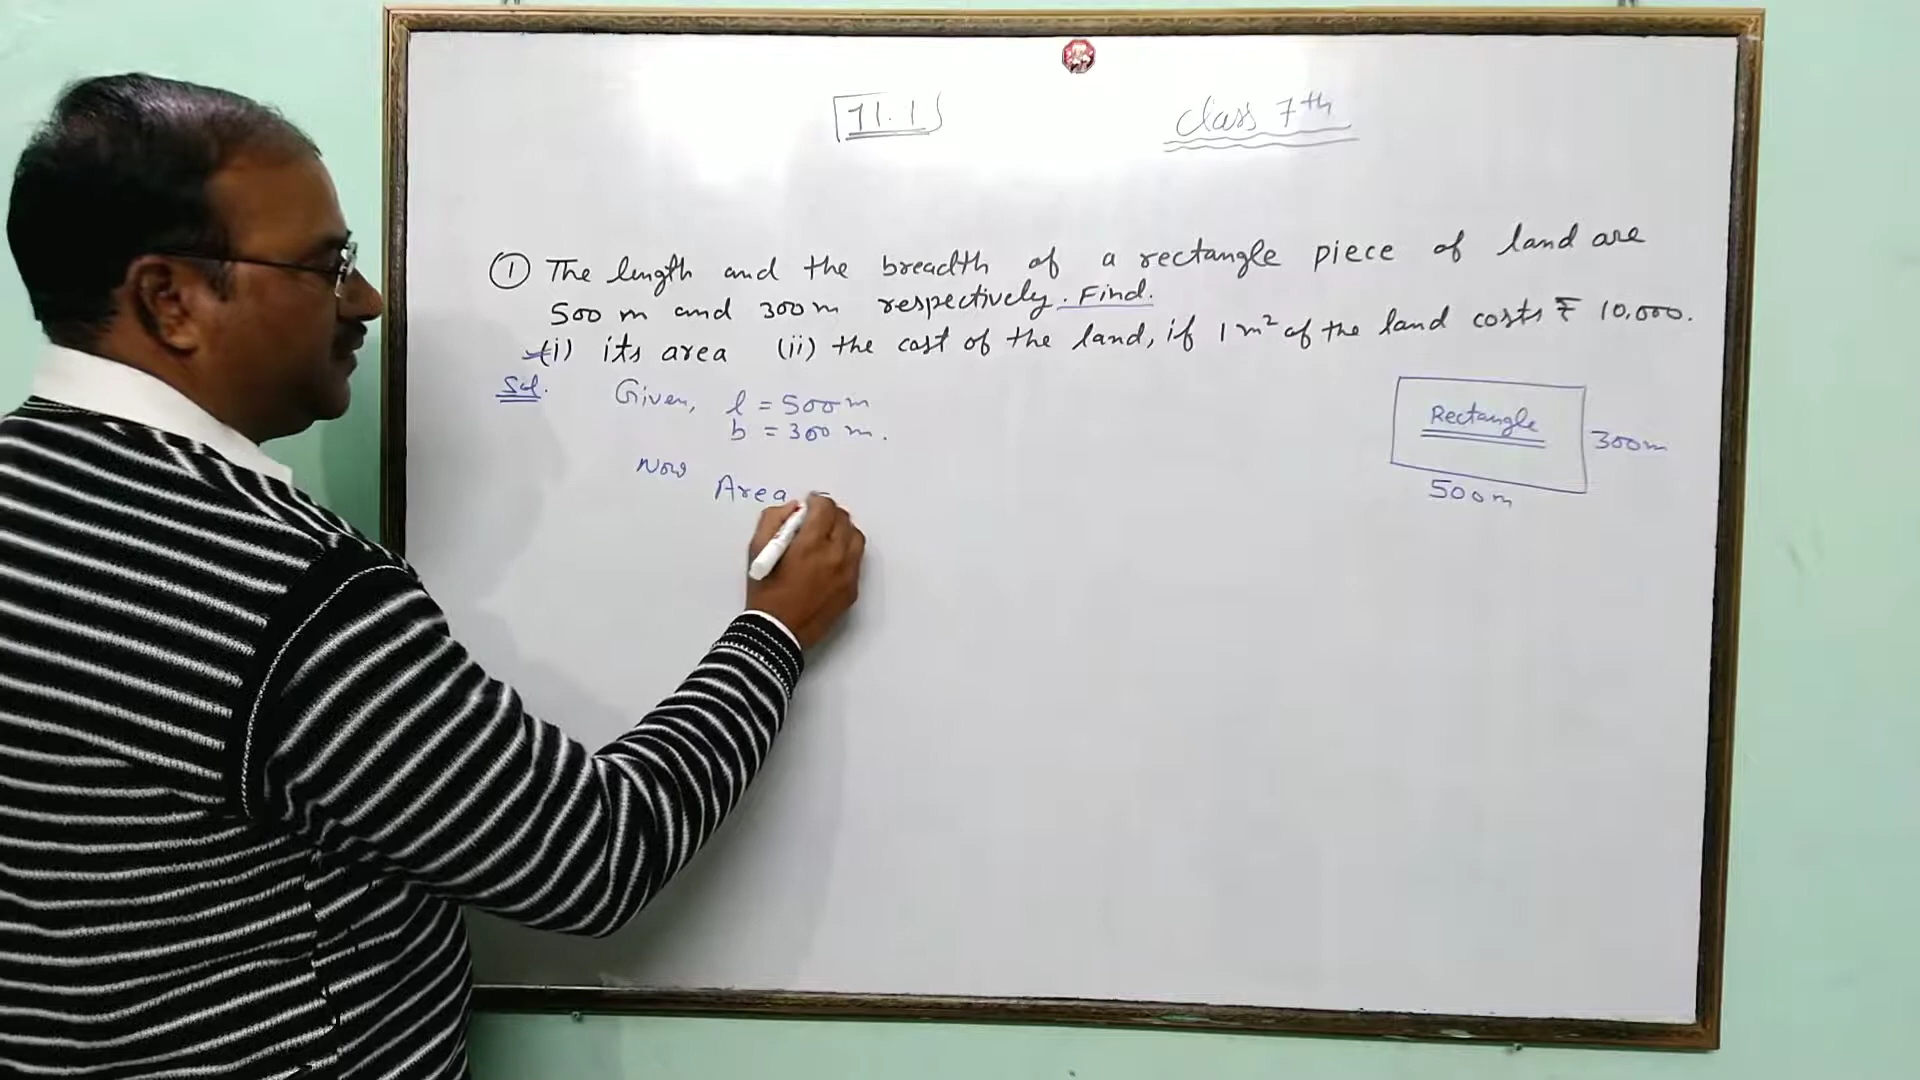 11.1
Class 7th
① The length and the breadth of a rectangle piece of land are
500 m and 300 m respectively. Find.
(i) its area (ii) the cost of the land, if 1 m² of the land costs ₹ 10,000.
Sol. Given, l = 500 m
b = 300 m.
Now
Area =
Rectangle
300m
500m